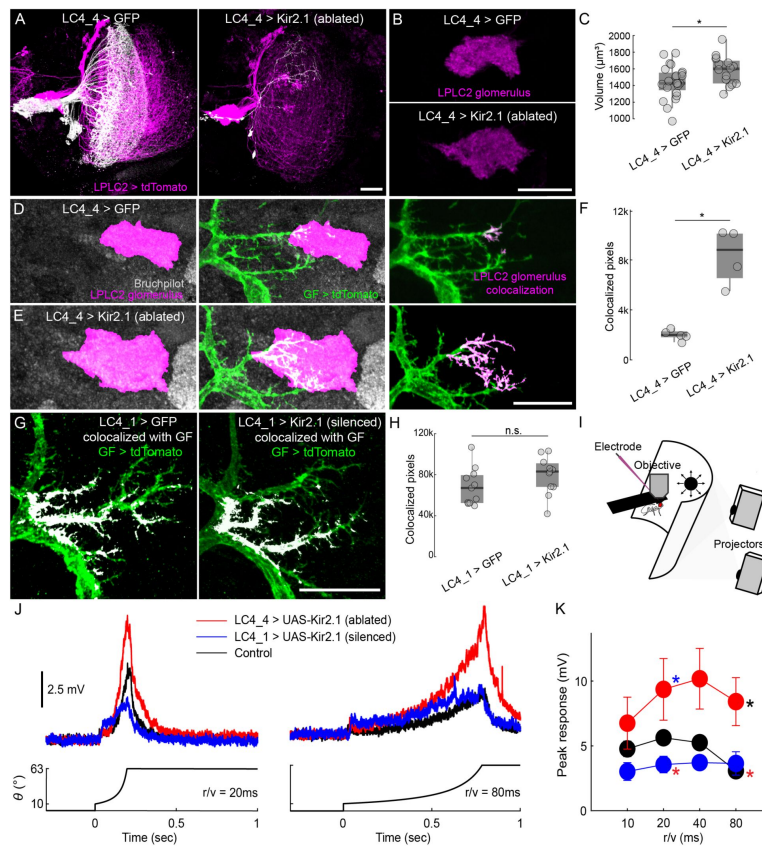 A
LC4_4 > GFP
LC4_4 > Kir2.1 (ablated)
LPLC2 > tdTomato
B
LC4_4 > GFP
LPLC2 glomerulus
LC4_4 > Kir2.1 (ablated)
C
*
Volume (µm³)
2000
1800
1600
1400
1200
1000
LC4_4 > GFP
LC4_4 > Kir2.1
D
LC4_4 > GFP
Bruchpilot
LPLC2 glomerulus
GF > tdTomato
LPLC2 glomerulus
colocalization
E
LC4_4 > Kir2.1 (ablated)
F
*
Colocalized pixels
12k
8k
4k
0
LC4_4 > GFP
LC4_4 > Kir2.1
G
LC4_1 > GFP
colocalized with GF
GF > tdTomato
LC4_1 > Kir2.1 (silenced)
colocalized with GF
GF > tdTomato
H
n.s.
Colocalized pixels
120k
80k
40k
0
LC4_1 > GFP
LC4_1 > Kir2.1
I
Electrode
Objective
Projectors
J
LC4_4 > UAS-Kir2.1 (ablated)
LC4_1 > UAS-Kir2.1 (silenced)
Control
2.5 mV
θ (°)
63
10
r/v = 20ms
r/v = 80ms
0 0.5 1
0 0.5 1
Time (sec)
Time (sec)
K
Peak response (mV)
10
5
0
*
*
*
*
10 20 40 80
r/v (ms)